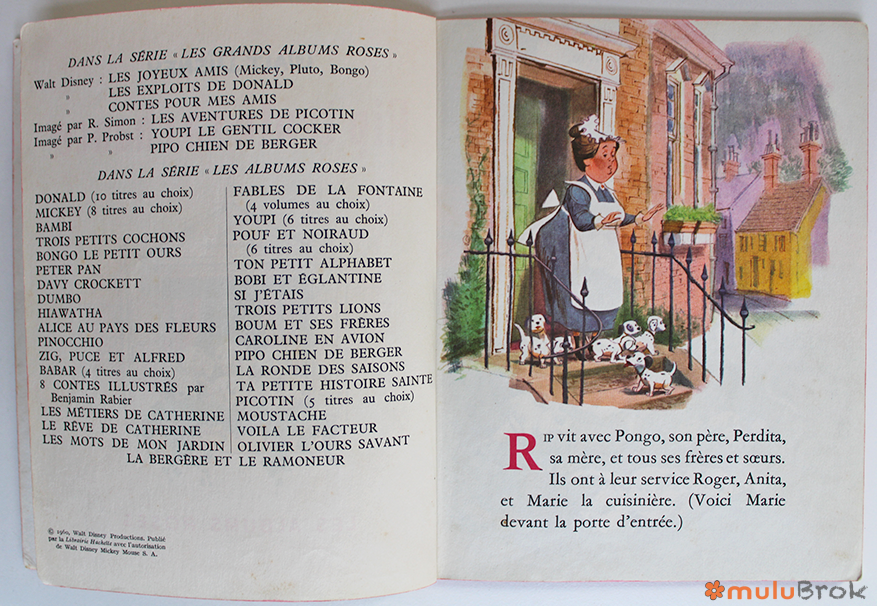 DANS LA SÉRIE « LES GRANDS ALBUMS ROSES »
Walt Disney : LES JOYEUX AMIS (Mickey, Pluto, Bongo)
» LES EXPLOITS DE DONALD
» CONTES POUR MES AMIS
Imagé par R. Simon : LES AVENTURES DE PICOTIN
Imagé par P. Probst : YOUPI LE GENTIL COCKER
» » PIPO CHIEN DE BERGER
DANS LA SÉRIE « LES ALBUMS ROSES »
DONALD (10 titres au choix)
MICKEY (8 titres au choix)
BAMBI
TROIS PETITS COCHONS
BONGO LE PETIT OURS
PETER PAN
DAVY CROCKETT
DUMBO
HIAWATHA
ALICE AU PAYS DES FLEURS
PINOCCHIO
ZIG, PUCE ET ALFRED
BABAR (4 titres au choix)
8 CONTES ILLUSTRÉS par
Benjamin Rabier
LES MÉTIERS DE CATHERINE
LE RÊVE DE CATHERINE
LES MOTS DE MON JARDIN
FABLES DE LA FONTAINE
(4 volumes au choix)
YOUPI (6 titres au choix)
POUF ET NOIRAUD
(6 titres au choix)
TON PETIT ALPHABET
BOBI ET ÉGLANTINE
SI J'ÉTAIS
TROIS PETITS LIONS
BOUM ET SES FRÈRES
CAROLINE EN AVION
PIPO CHIEN DE BERGER
LA RONDE DES SAISONS
TA PETITE HISTOIRE SAINTE
PICOTIN (5 titres au choix)
MOUSTACHE
VOILA LE FACTEUR
OLIVIER L'OURS SAVANT
LA BERGÈRE ET LE RAMONEUR
© 1960, Walt Disney Productions. Publié
par la Librairie Hachette avec l'autorisation
de Walt Disney Mickey Mouse S. A.
RIP vit avec Pongo, son père, Perdita,
sa mère, et tous ses frères et sœurs.
Ils ont à leur service Roger, Anita,
et Marie la cuisinière. (Voici Marie
devant la porte d'entrée.)
muluBrok